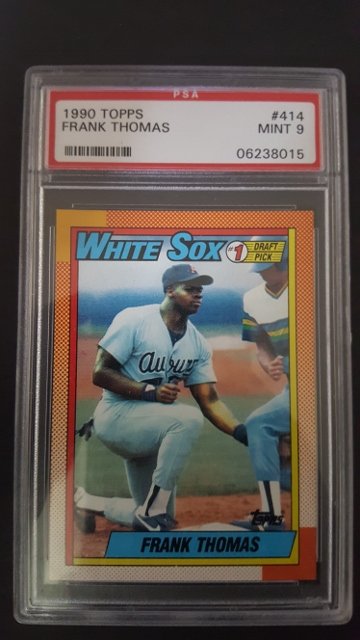 PSA
1990 TOPPS #414
FRANK THOMAS MINT 9
06238015
WHITE SOX #1 DRAFT PICK
Auburn
TOPPS
FRANK THOMAS